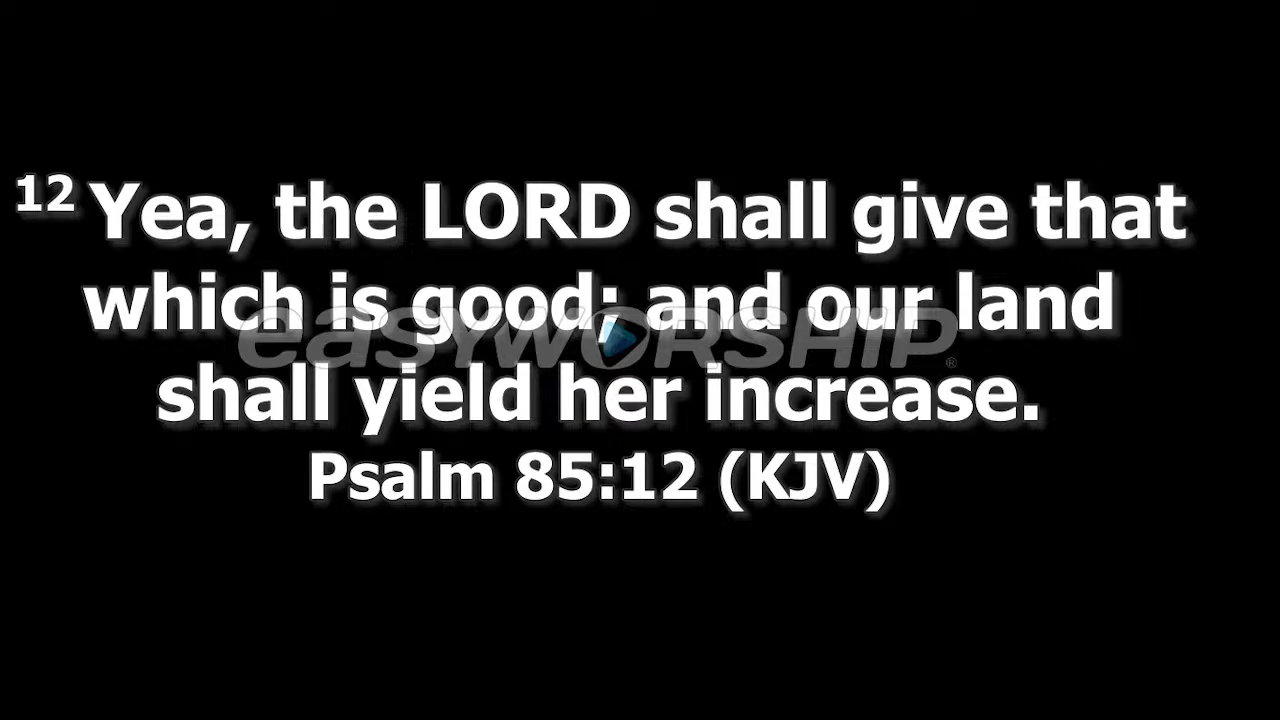 12 Yea, the LORD shall give that
which is good; and our land
easyworship®
shall yield her increase.
Psalm 85:12 (KJV)